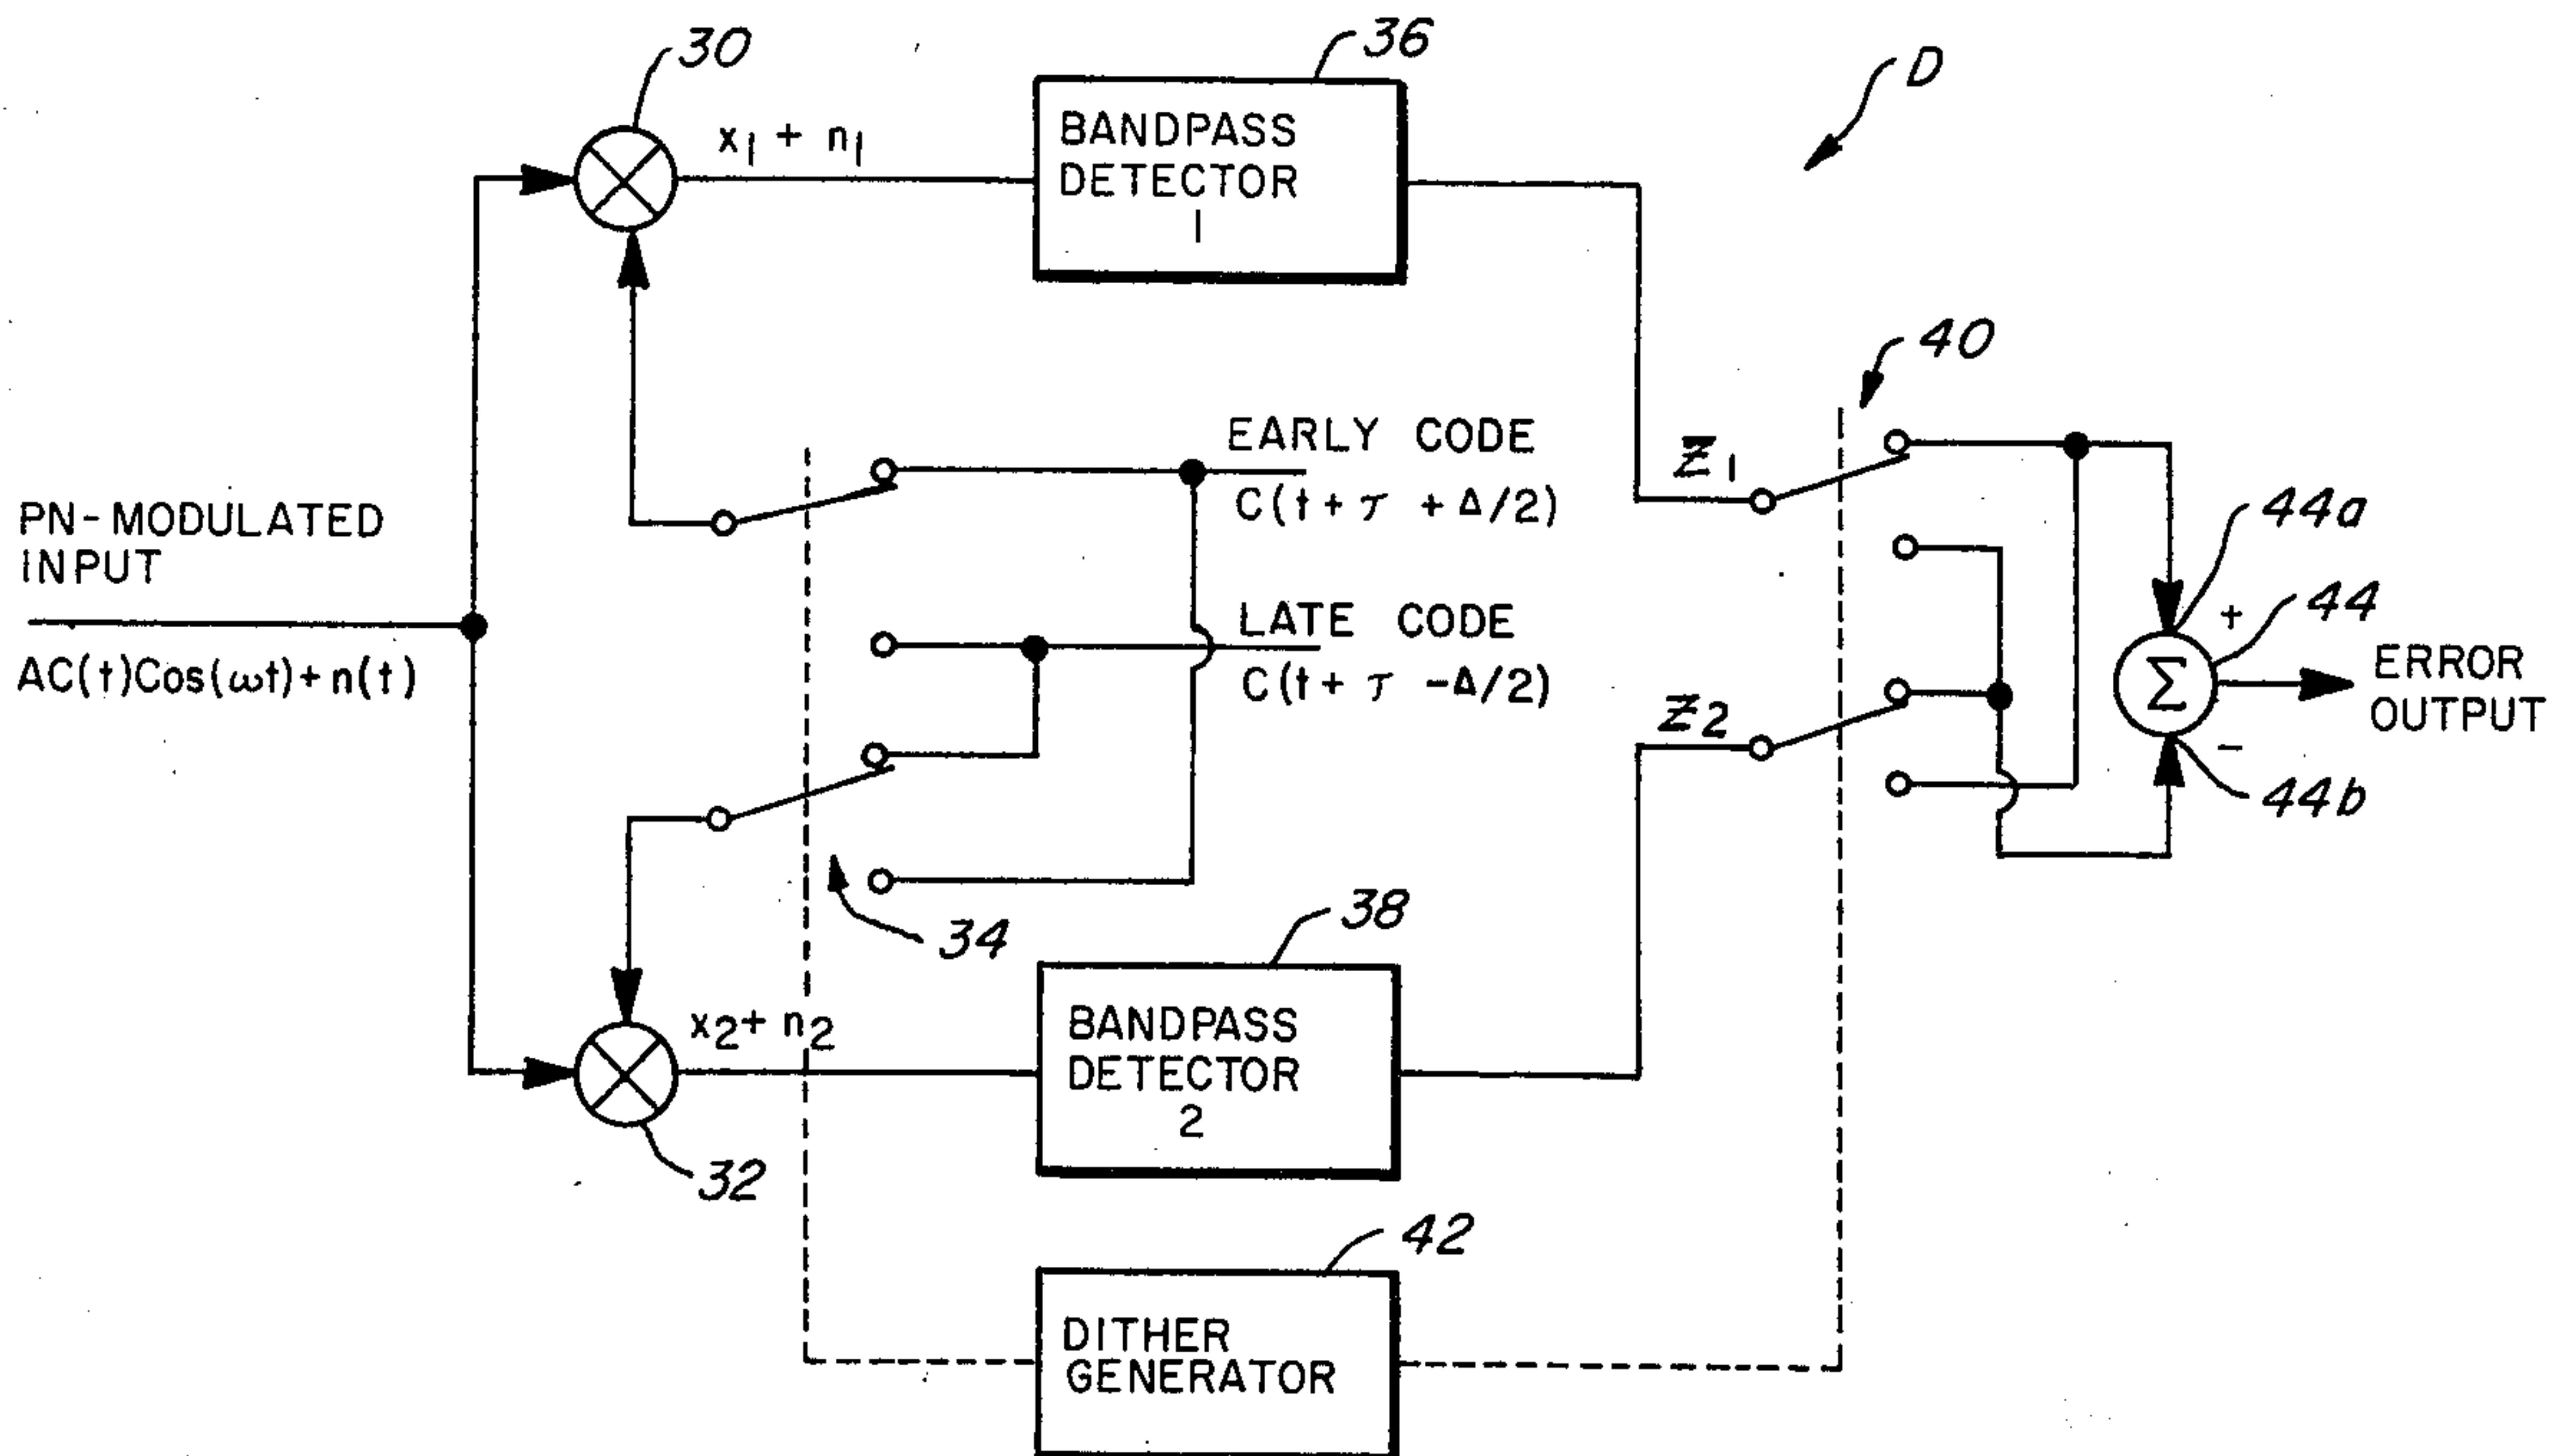 30
36
D
x1 + n1
BANDPASS
DETECTOR
1
40
EARLY CODE
Z1
C(t + τ + Δ/2)
44a
PN-MODULATED
INPUT
LATE CODE
+
44
AC(t)Cos(ωt)+n(t)
C(t + τ -Δ/2)
Z2
Σ
ERROR
OUTPUT
-
44b
34
38
x2+ n2
BANDPASS
DETECTOR
2
32
42
DITHER
GENERATOR